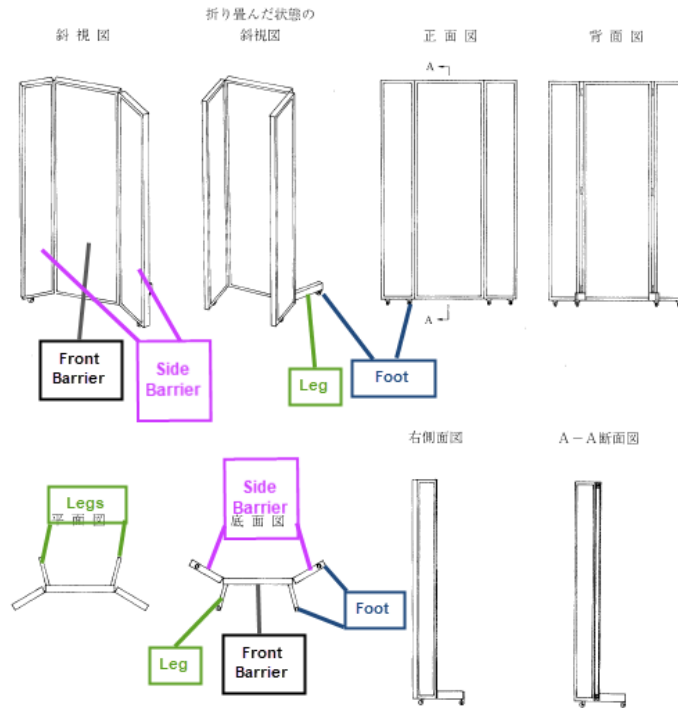 斜視図
折り畳んだ状態の
斜視図
正面図
背面図
A
A
Front
Barrier
Side
Barrier
Leg
Foot
右側面図
A-A断面図
Legs
平面図
Side
Barrier
底面図
Foot
Leg
Front
Barrier